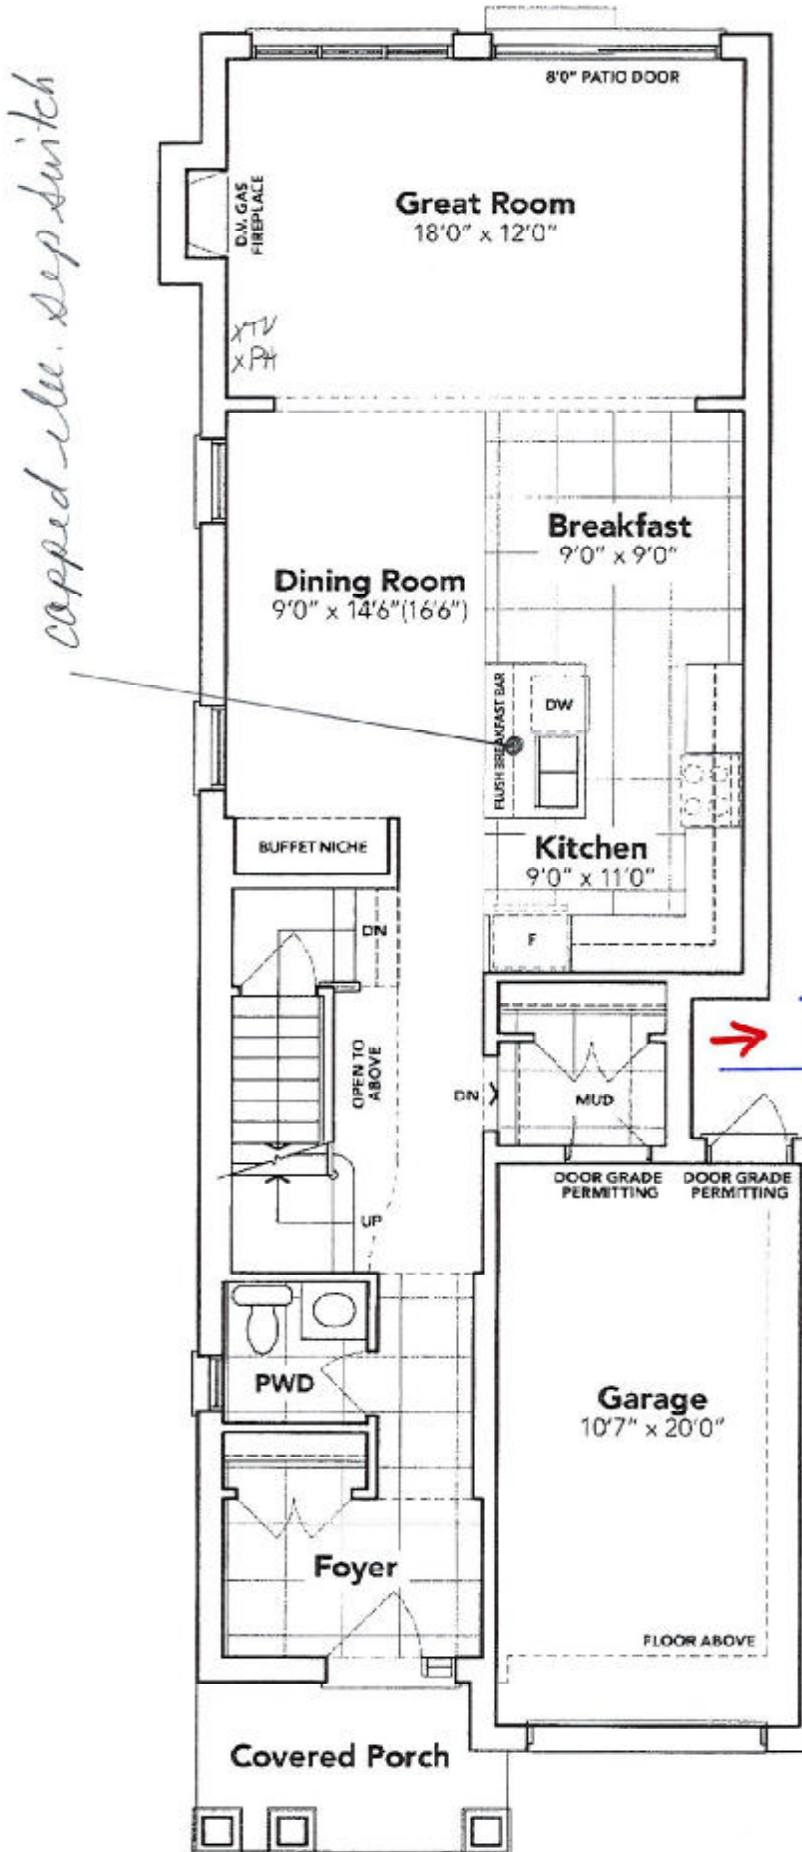 capped elec. sep switch
8'0" PATIO DOOR
D.V. GAS
FIREPLACE
Great Room
18'0" x 12'0"
xTV
xPH
Breakfast
9'0" x 9'0"
Dining Room
9'0" x 14'6"(16'6")
FLUSH BREAKFAST BAR
DW
BUFFET NICHE
Kitchen
9'0" x 11'0"
DN
F
OPEN TO
ABOVE
DN
MUD
DOOR GRADE
PERMITTING
DOOR GRADE
PERMITTING
UP
PWD
Garage
10'7" x 20'0"
Foyer
FLOOR ABOVE
Covered Porch